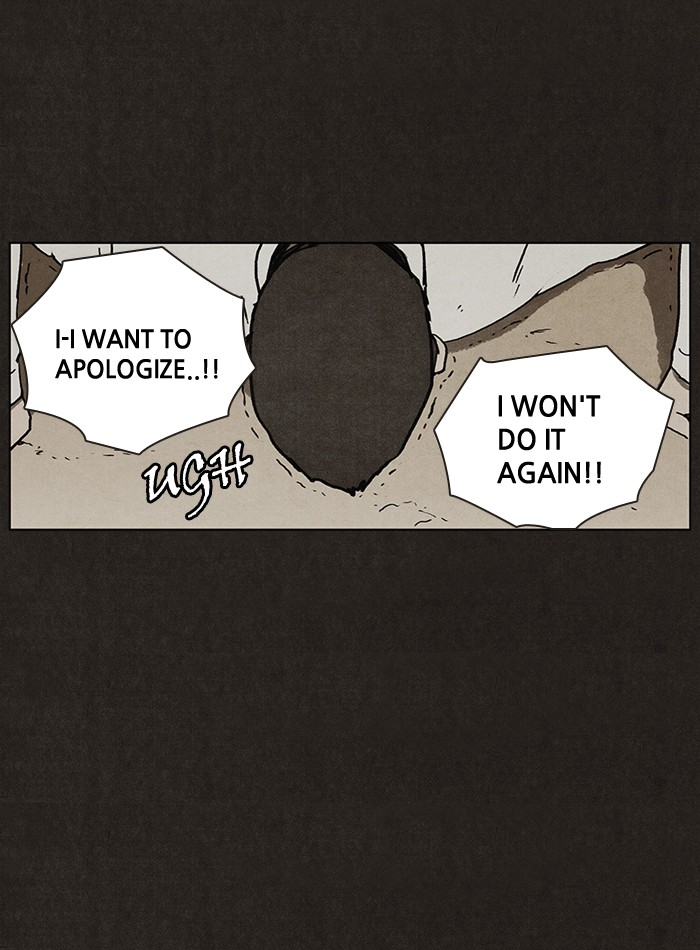 I-I WANT TO
APOLOGIZE..!!
UGH
I WON'T
DO IT
AGAIN!!